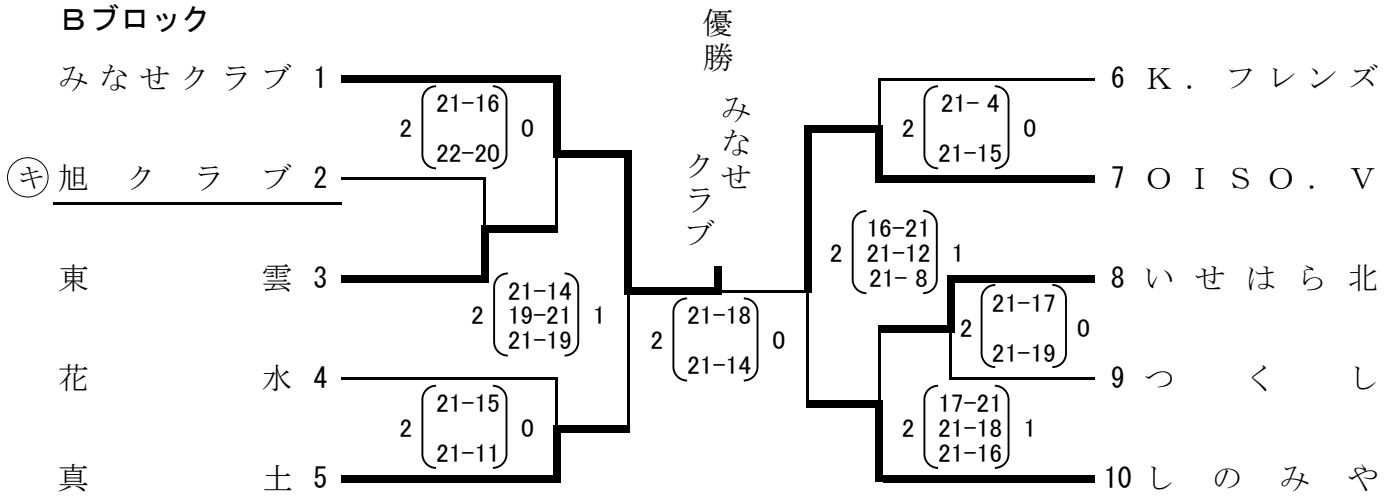 Bブロック
優勝 みなせクラブ
みなせクラブ 1
㋖ 旭クラブ 2
東雲 3
花水 4
真土 5
2 21-16 22-20 0
2 21-14 19-21 21-19 1
2 21-15 21-11 0
2 21-18 21-14 0
6 K.フレンズ
7 OISO.V
8 いせはら北
9 つくし
10 しのみや
2 21- 4 21-15 0
2 16-21 21-12 21- 8 1
2 21-17 21-19 0
2 17-21 21-18 21-16 1